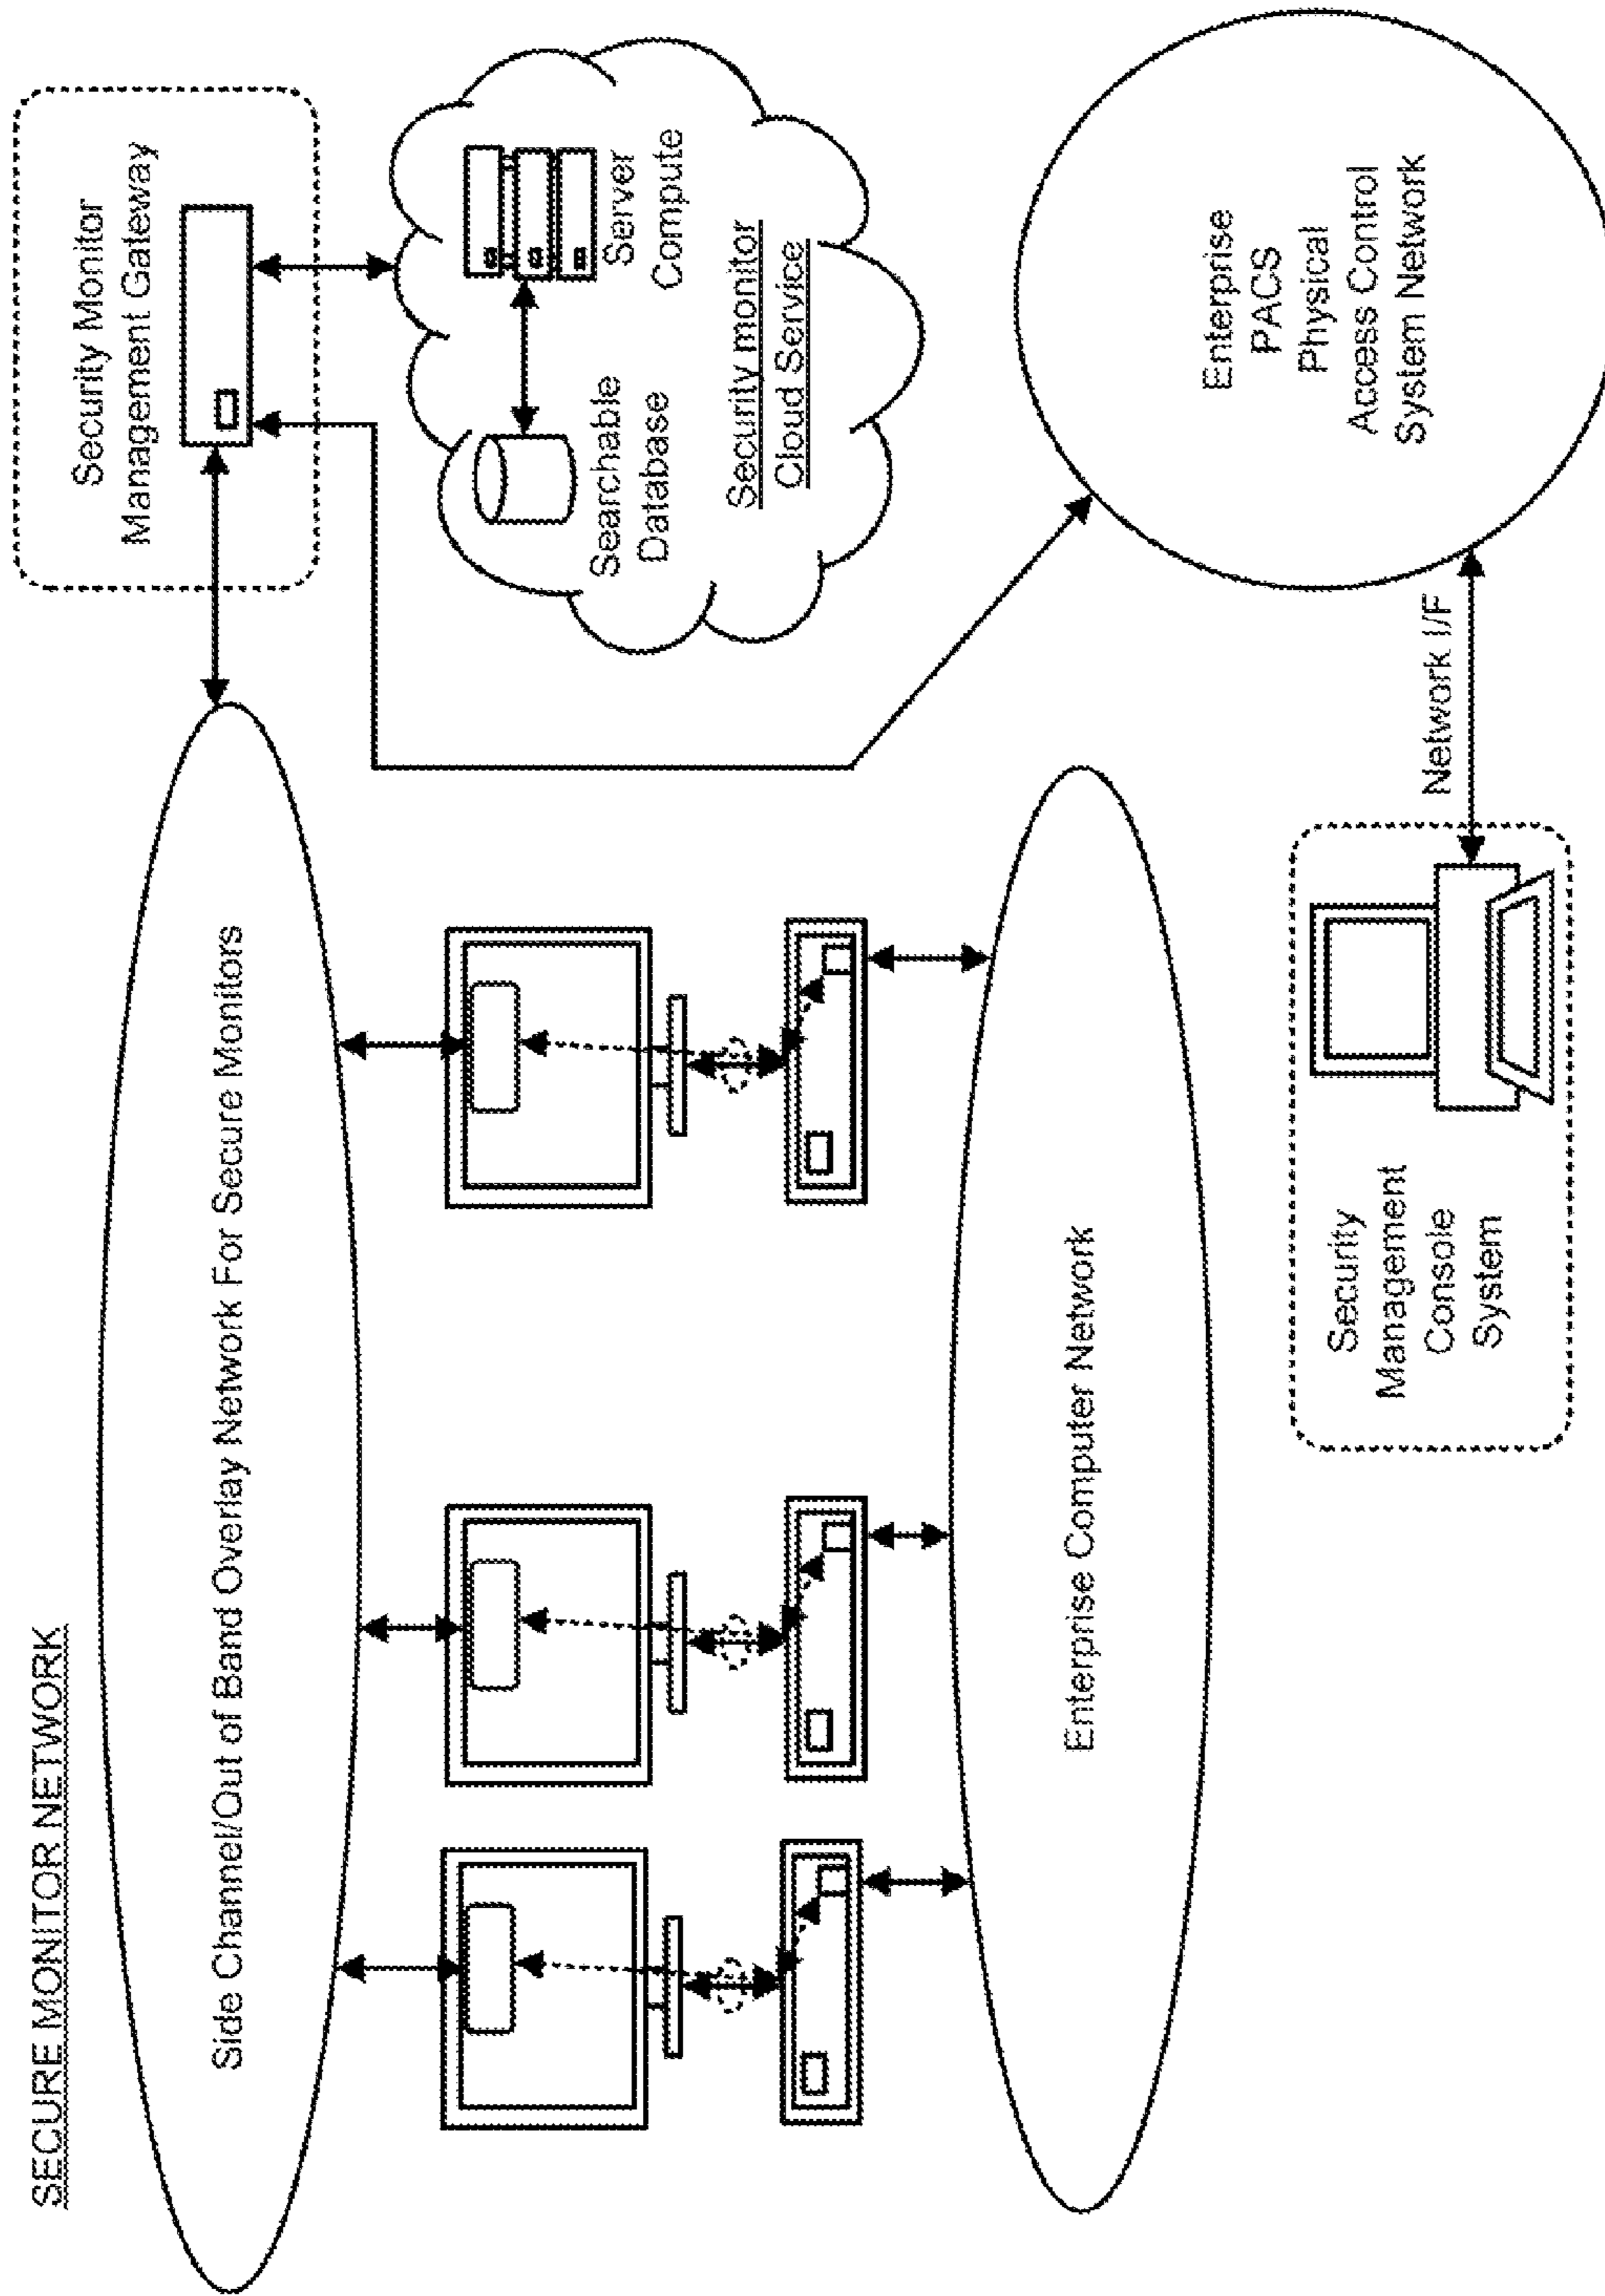 SECURE MONITOR NETWORK
Side Channel/Out of Band Overlay Network For Secure Monitors
Security Monitor
Management Gateway
Searchable
Database
Server
Compute
Security monitor
Cloud Service
Enterprise Computer Network
Security
Management
Console
System
Network I/F
Enterprise
PACS
Physical
Access Control
System Network